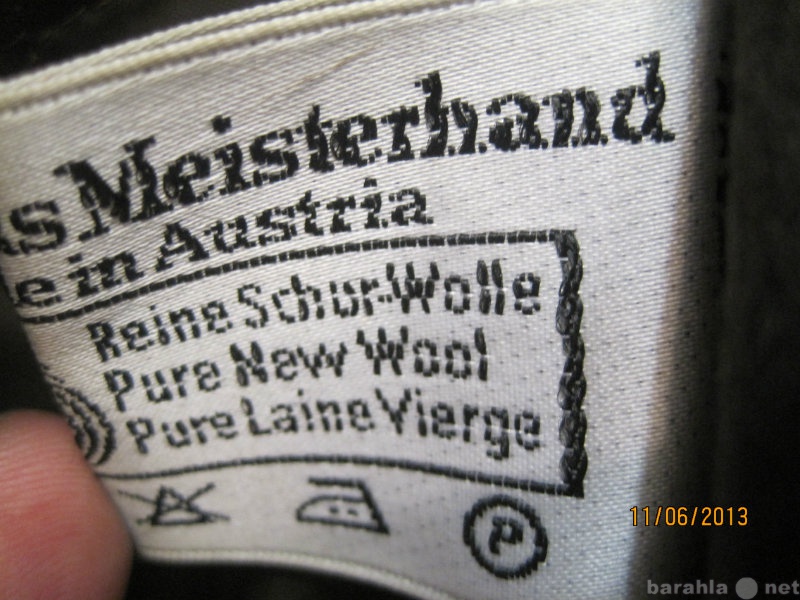 s Meisterhand
e in Austria
Reine Schur-Wolle
Pure New Wool
Pure Laine Vierge
P
11/06/2013
barahla net